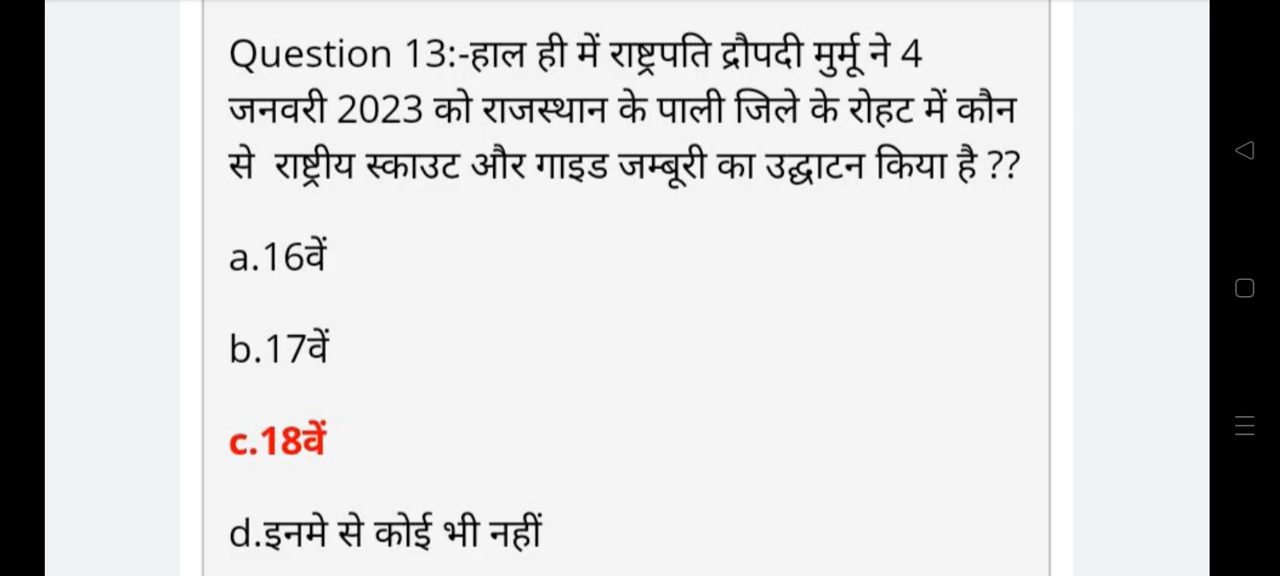 Question 13:-हाल ही में राष्ट्रपति द्रौपदी मुर्मू ने 4
जनवरी 2023 को राजस्थान के पाली जिले के रोहट में कौन
से राष्ट्रीय स्काउट और गाइड जम्बूरी का उद्घाटन किया है ??
a.16वें
b.17वें
c.18वें
d.इनमे से कोई भी नहीं